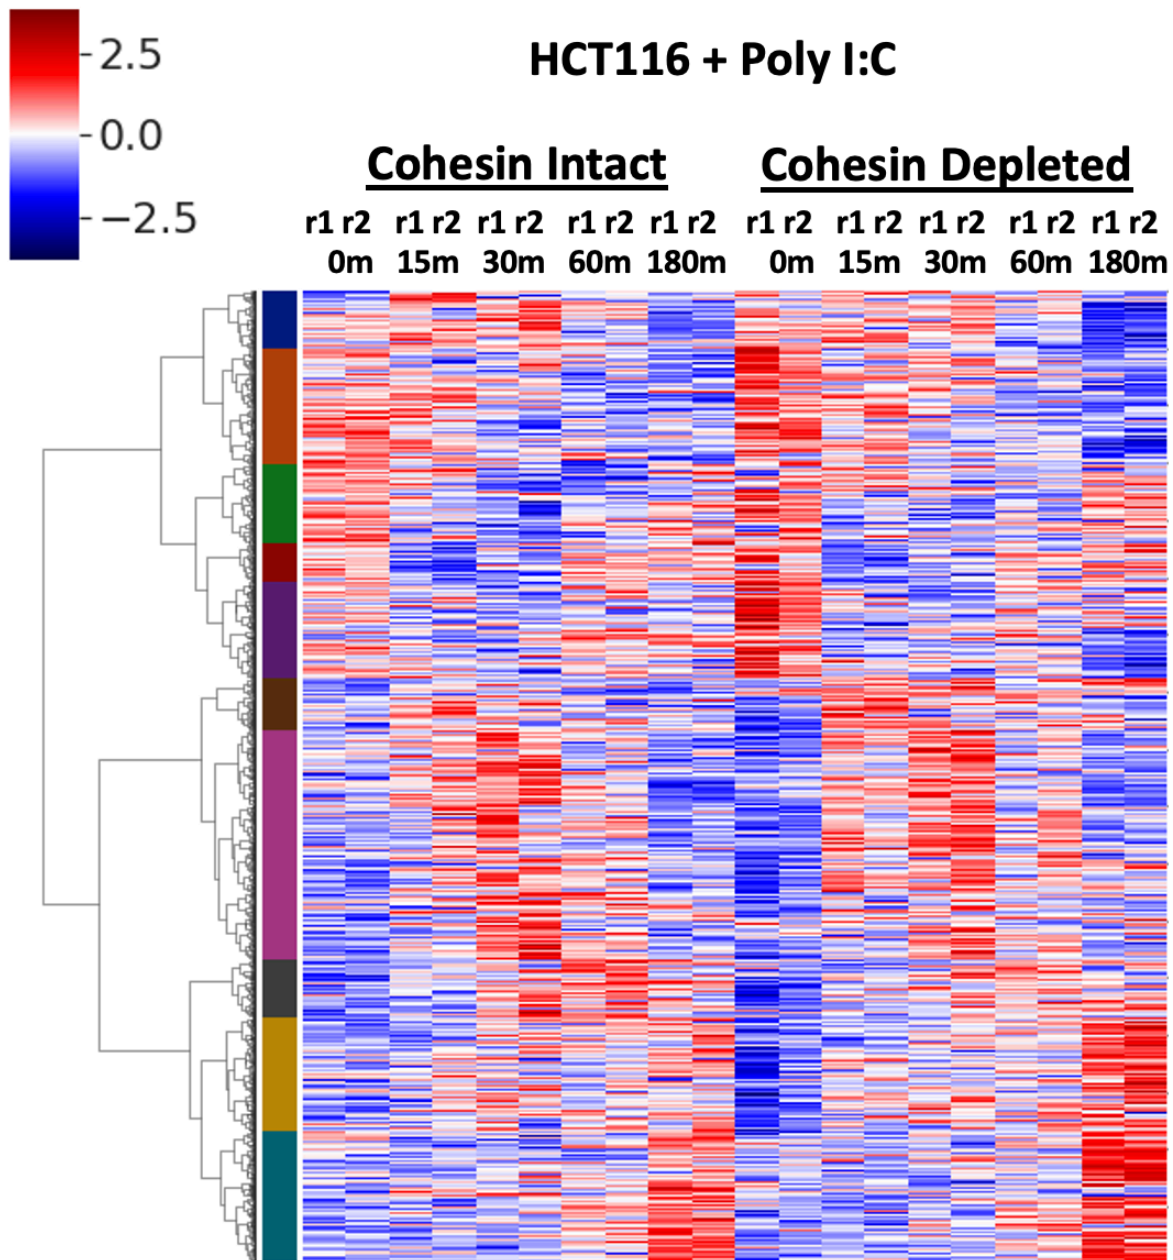 2.5
HCT116 + Poly I:C
0.0
Cohesin Intact Cohesin Depleted
−2.5
r1 r2 r1 r2 r1 r2 r1 r2 r1 r2 r1 r2 r1 r2 r1 r2 r1 r2 r1 r2
0m 15m 30m 60m 180m 0m 15m 30m 60m 180m